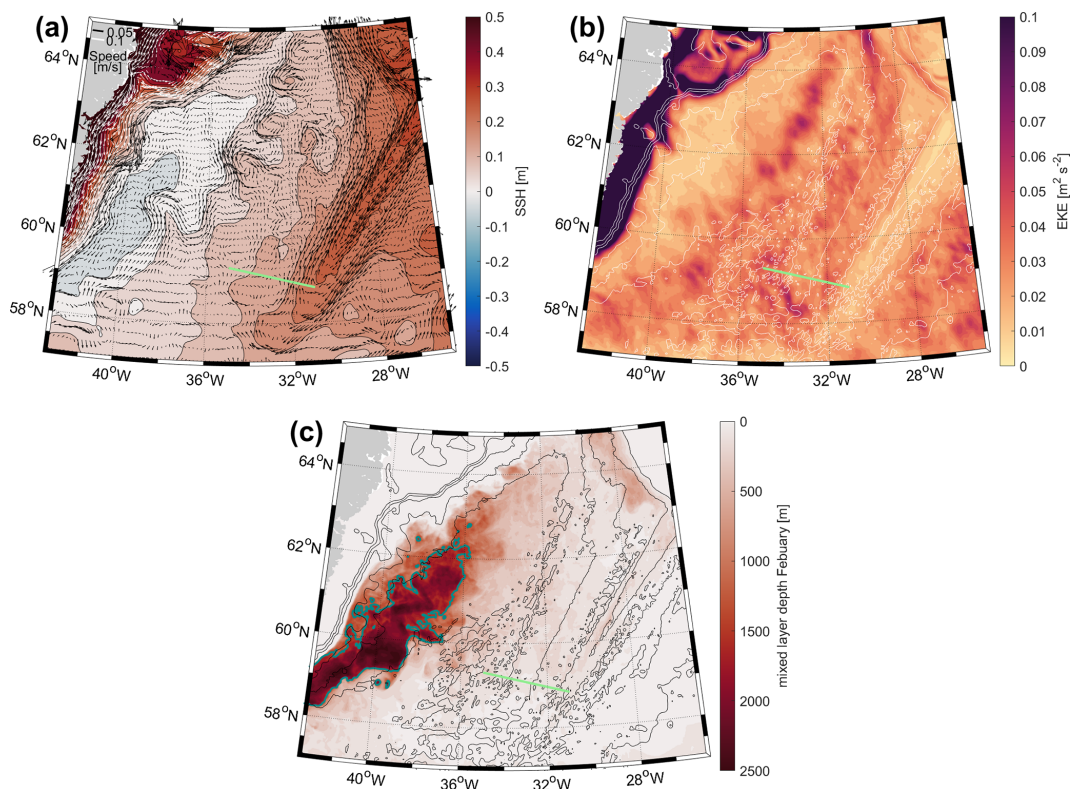 (a)
0.05
0.1
Speed
[m/s]
64°N
62°N
60°N
58°N
40°W
36°W
32°W
28°W
0.5
0.4
0.3
0.2
0.1
0
-0.1
-0.2
-0.3
-0.4
-0.5
SSH [m]
(b)
64°N
62°N
60°N
58°N
40°W
36°W
32°W
28°W
0.1
0.09
0.08
0.07
0.06
0.05
0.04
0.03
0.02
0.01
0
EKE [m² s⁻²]
(c)
64°N
62°N
60°N
58°N
40°W
36°W
32°W
28°W
0
500
1000
1500
2000
2500
mixed layer depth Febuary [m]